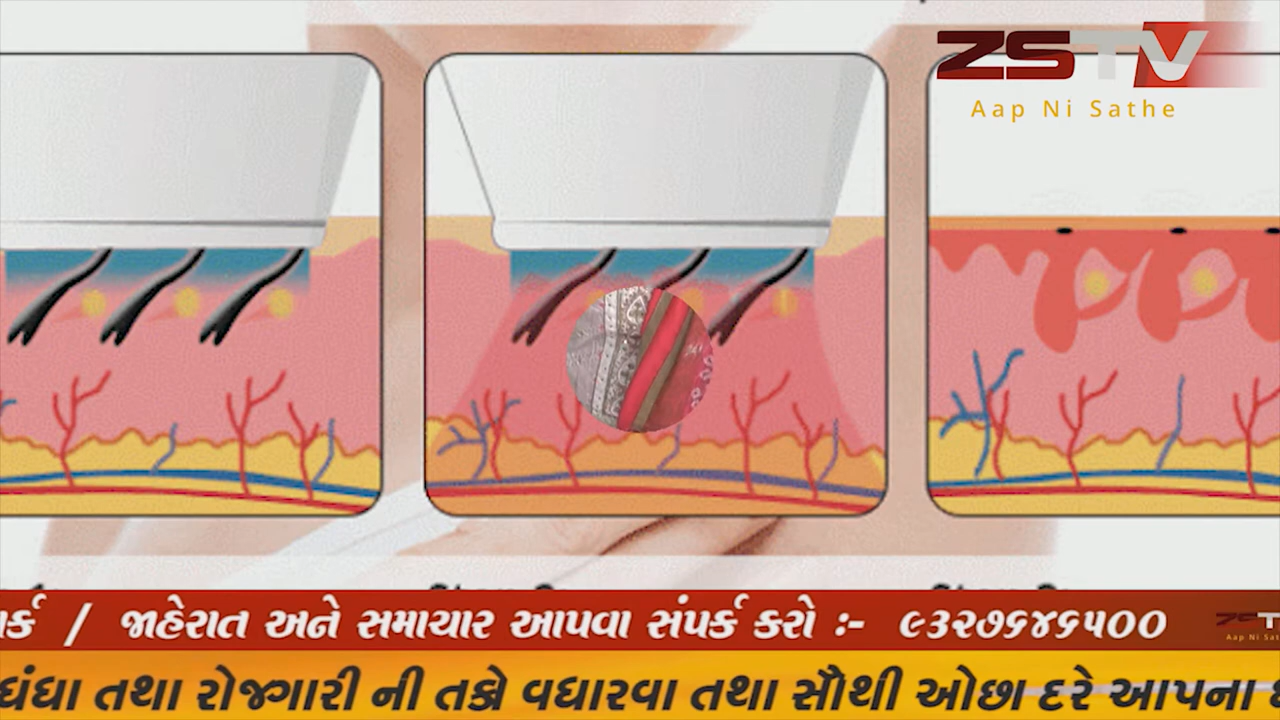 ZSTV
Aap Ni Sathe
ર્ક / જાહેરાત અને સમાચાર આપવા સંપર્ક કરો :- ૯૩૨૭૬૪૬૫૦૦
ધંધા તથા રોજગારી ની તકો વધારવા તથા સૌથી ઓછા દરે આપના